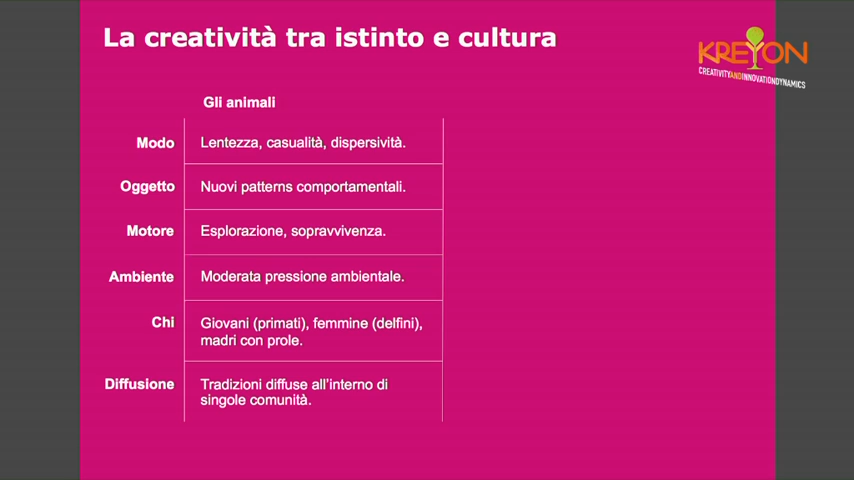 La creatività tra istinto e cultura
KREYON
CREATIVITYANDINNOVATIONDYNAMICS
Gli animali
Modo
Lentezza, casualità, dispersività.
Oggetto
Nuovi patterns comportamentali.
Motore
Esplorazione, sopravvivenza.
Ambiente
Moderata pressione ambientale.
Chi
Giovani (primati), femmine (delfini),
madri con prole.
Diffusione
Tradizioni diffuse all’interno di
singole comunità.